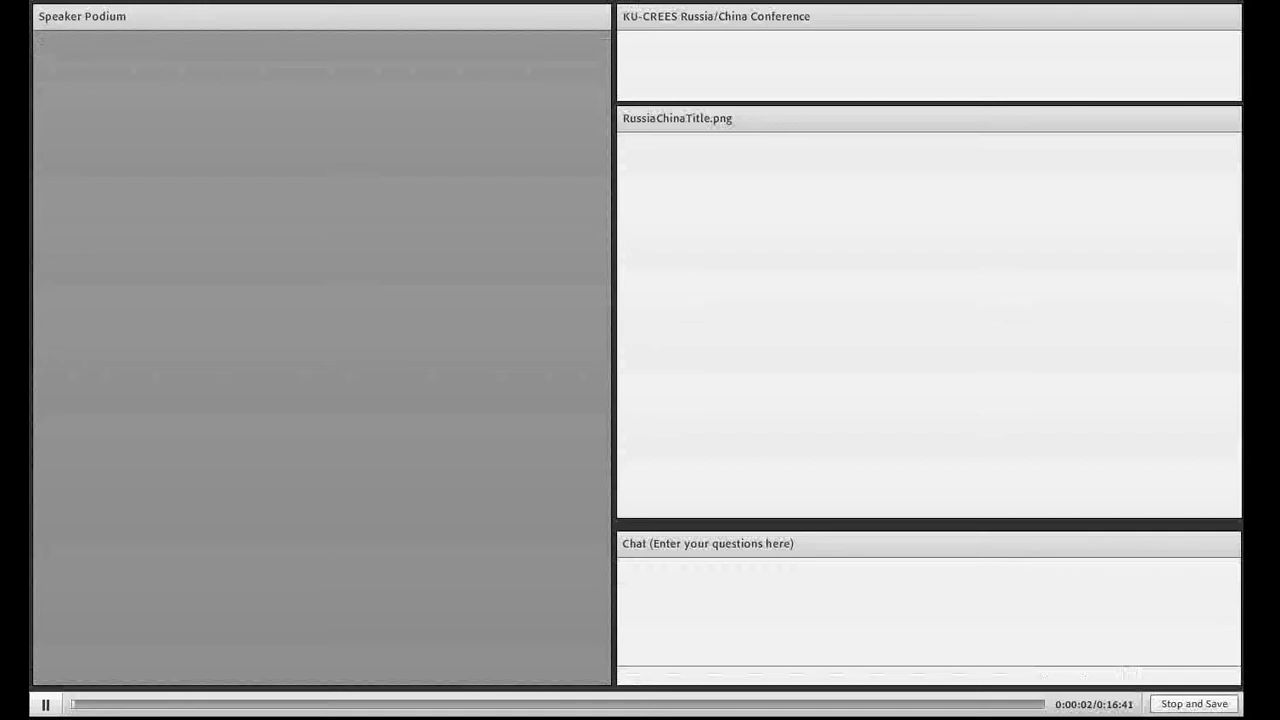 Speaker Podium
KU-CREES Russia/China Conference
RussiaChinaTitle.png
Chat (Enter your questions here)
0:00:02/0:16:41
Stop and Save